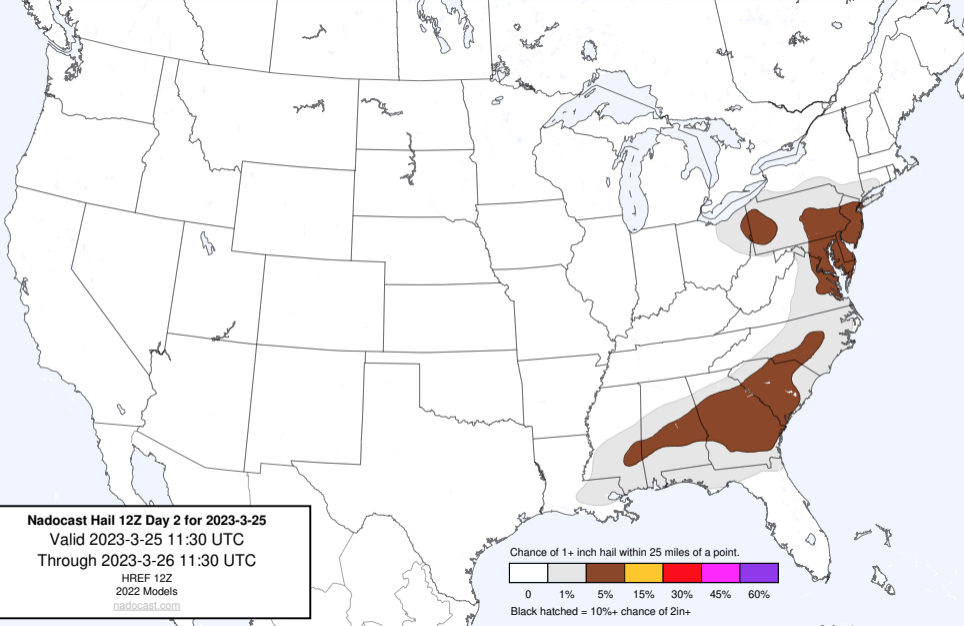 Nadocast Hail 12Z Day 2 for 2023-3-25
Valid 2023-3-25 11:30 UTC
Through 2023-3-26 11:30 UTC
HREF 12Z
2022 Models
nadocast.com
Chance of 1+ inch hail within 25 miles of a point.
0 1% 5% 15% 30% 45% 60%
Black hatched = 10%+ chance of 2in+